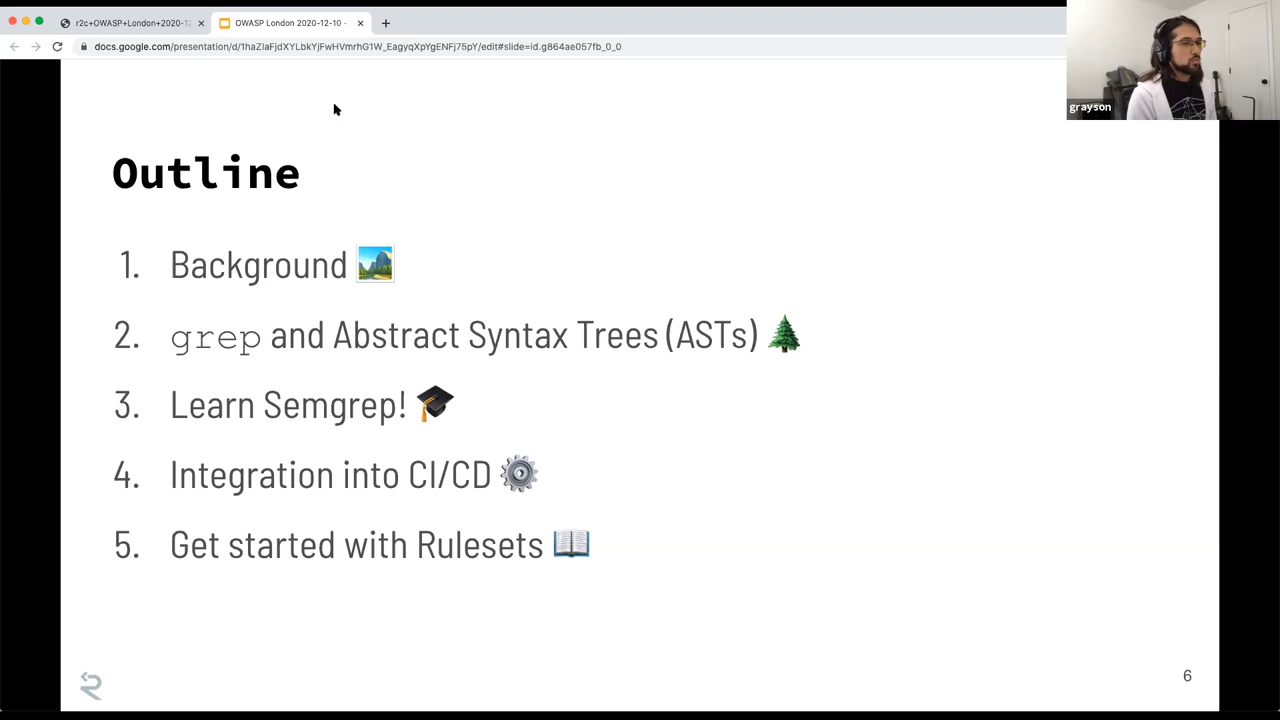 r2c+OWASP+London+2020-12
OWASP London 2020-12-10 -
docs.google.com/presentation/d/1haZlaFjdXYLbkYjFwHVmrhG1W_EagyqXpYgENFj75pY/edit#slide=id.g864ae057fb_0_0
grayson
Outline
1. Background
2. grep and Abstract Syntax Trees (ASTs)
3. Learn Semgrep!
4. Integration into CI/CD
5. Get started with Rulesets
6